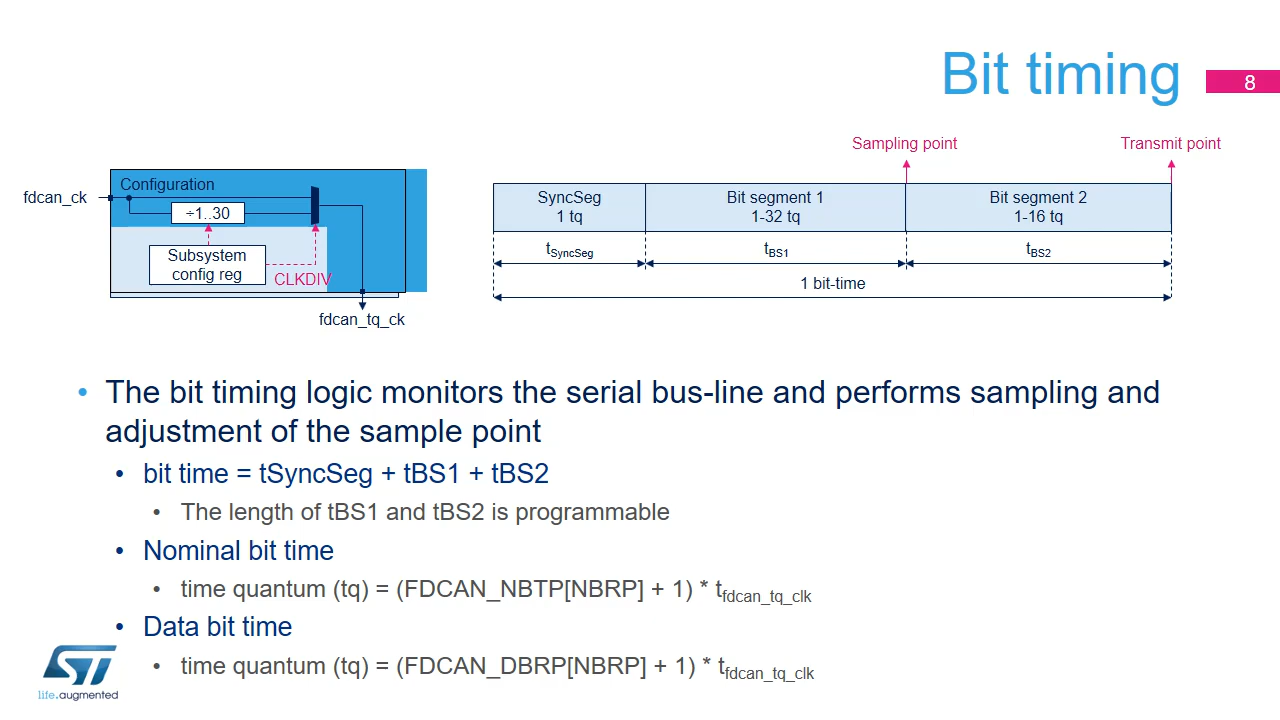 Bit timing
8
Sampling point
Transmit point
fdcan_ck
Configuration
÷1..30
Subsystem
config reg
CLKDIV
fdcan_tq_ck
SyncSeg
1 tq
Bit segment 1
1-32 tq
Bit segment 2
1-16 tq
tSyncSeg
tBS1
tBS2
1 bit-time
• The bit timing logic monitors the serial bus-line and performs sampling and
adjustment of the sample point
• bit time = tSyncSeg + tBS1 + tBS2
• The length of tBS1 and tBS2 is programmable
• Nominal bit time
• time quantum (tq) = (FDCAN_NBTP[NBRP] + 1) * tfdcan_tq_clk
• Data bit time
• time quantum (tq) = (FDCAN_DBRP[NBRP] + 1) * tfdcan_tq_clk
ST
life.augmented